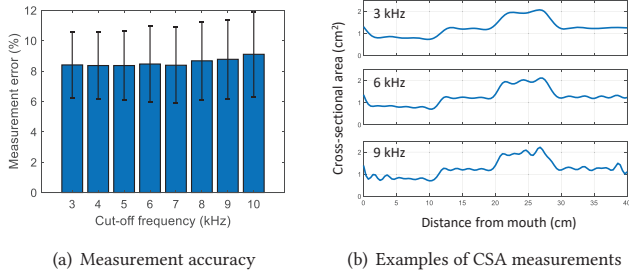 Measurement error (%)
12
10
8
6
4
2
0
3 4 5 6 7 8 9 10
Cut-off frequency (kHz)
(a) Measurement accuracy
Cross-sectional area (cm²)
3 kHz
2
1
0
6 kHz
2
1
0
9 kHz
2
1
0
0 5 10 15 20 25 30 35 40
Distance from mouth (cm)
(b) Examples of CSA measurements